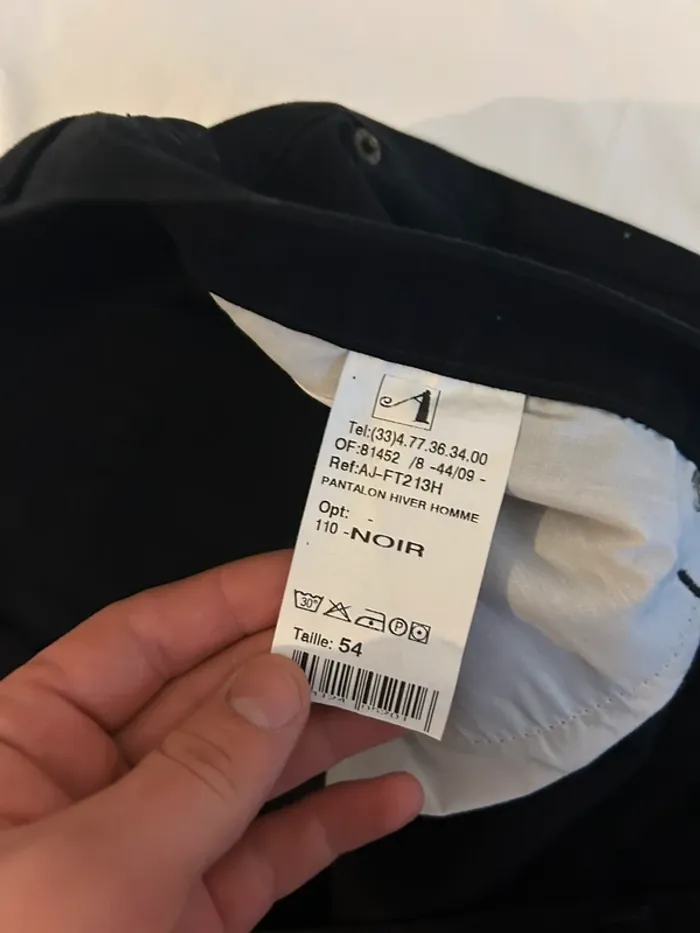 A
Tel:(33)4.77.36.34.00
OF:81452 /8 -44/09 -
Ref:AJ-FT213H
PANTALON HIVER HOMME
Opt: -
110 -NOIR
30° P
Taille: 54